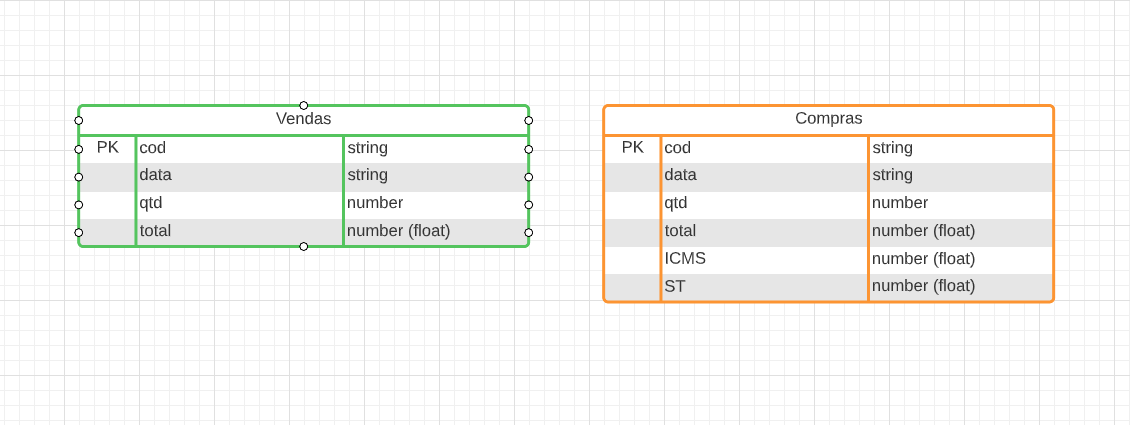 Vendas
PK cod string
data string
qtd number
total number (float)
Compras
PK cod string
data string
qtd number
total number (float)
ICMS number (float)
ST number (float)